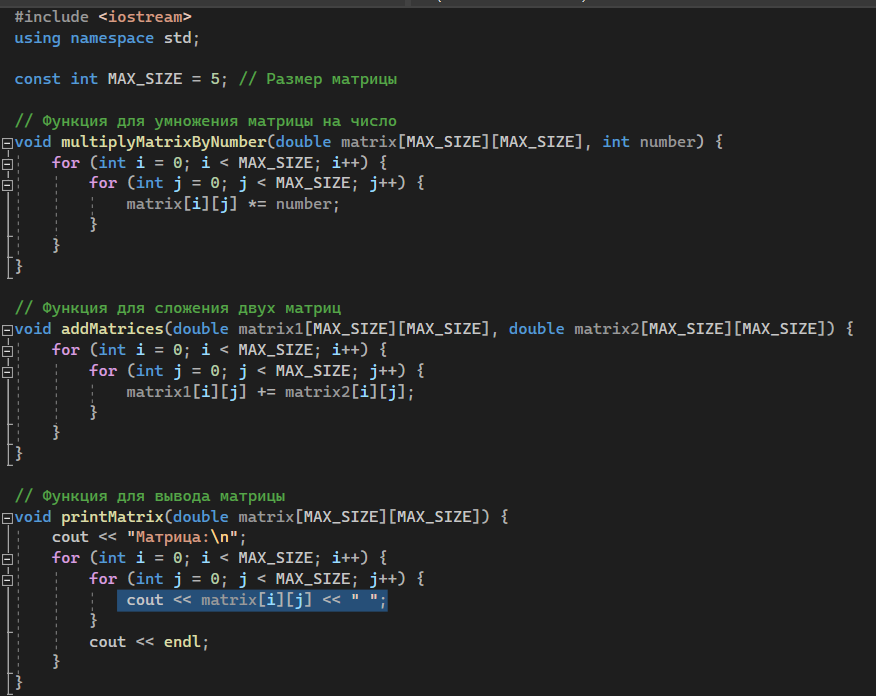 #include <iostream>
using namespace std;
const int MAX_SIZE = 5; // Размер матрицы
// Функция для умножения матрицы на число
void multiplyMatrixByNumber(double matrix[MAX_SIZE][MAX_SIZE], int number) {
    for (int i = 0; i < MAX_SIZE; i++) {
        for (int j = 0; j < MAX_SIZE; j++) {
            matrix[i][j] *= number;
        }
    }
}
// Функция для сложения двух матриц
void addMatrices(double matrix1[MAX_SIZE][MAX_SIZE], double matrix2[MAX_SIZE][MAX_SIZE]) {
    for (int i = 0; i < MAX_SIZE; i++) {
        for (int j = 0; j < MAX_SIZE; j++) {
            matrix1[i][j] += matrix2[i][j];
        }
    }
}
// Функция для вывода матрицы
void printMatrix(double matrix[MAX_SIZE][MAX_SIZE]) {
    cout << "Матрица:\n";
    for (int i = 0; i < MAX_SIZE; i++) {
        for (int j = 0; j < MAX_SIZE; j++) {
            cout << matrix[i][j] << " ";
        }
        cout << endl;
    }
}